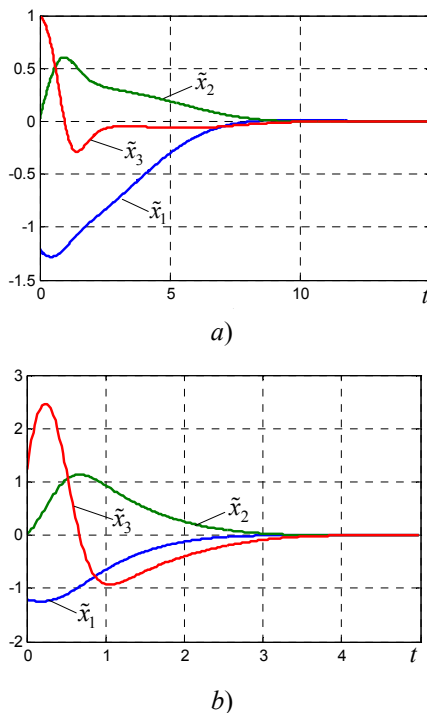 1
0.5
x̃₂
0
x̃₃
-0.5
x̃₁
-1
-1.5
0 5 10 t
a)
3
2
1
x̃₃ x̃₂
0
-1
x̃₁
-2
0 1 2 3 4 t
b)